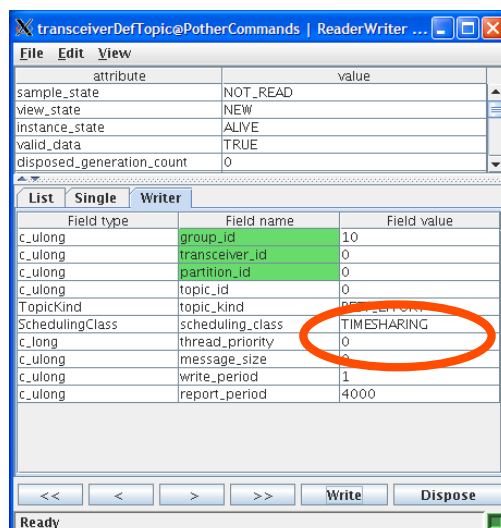 transceiverDefTopic@PotherCommands | ReaderWriter ...
File Edit View
attribute value
sample_state NOT_READ
view_state NEW
instance_state ALIVE
valid_data TRUE
disposed_generation_count 0
List Single Writer
Field type Field name Field value
c_ulong group_id 10
c_ulong transceiver_id 0
c_ulong partition_id 0
c_ulong topic_id 0
TopicKind topic_kind BEST_EFFORT
SchedulingClass scheduling_class TIMESHARING
c_long thread_priority 0
c_ulong message_size 0
c_ulong write_period 1
c_ulong report_period 4000
<< < > >> Write Dispose
Ready